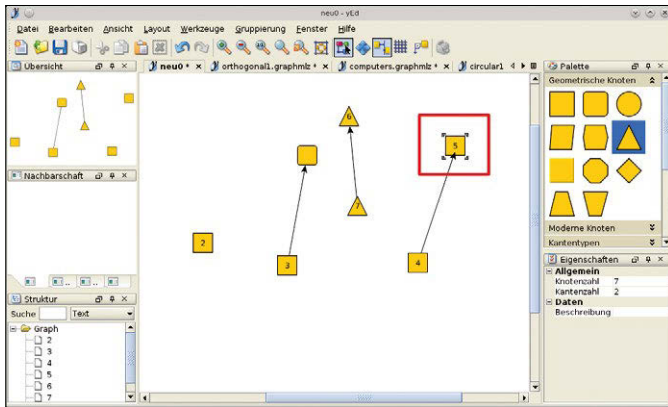 neu0 - yEd
Datei Bearbeiten Ansicht Layout Werkzeuge Gruppierung Fenster Hilfe
Übersicht
neu0 * x orthogonal1.graphmlz * x computers.graphmlz * x circular1
Palette
Geometrische Knoten
6
5
Nachbarschaft
7
2
3
4
Moderne Knoten
Kantentypen
Eigenschaften
Allgemein
Knotenzahl 7
Kantenzahl 2
Daten
Beschreibung
Struktur
Suche Text
Graph
2
3
4
5
6
7